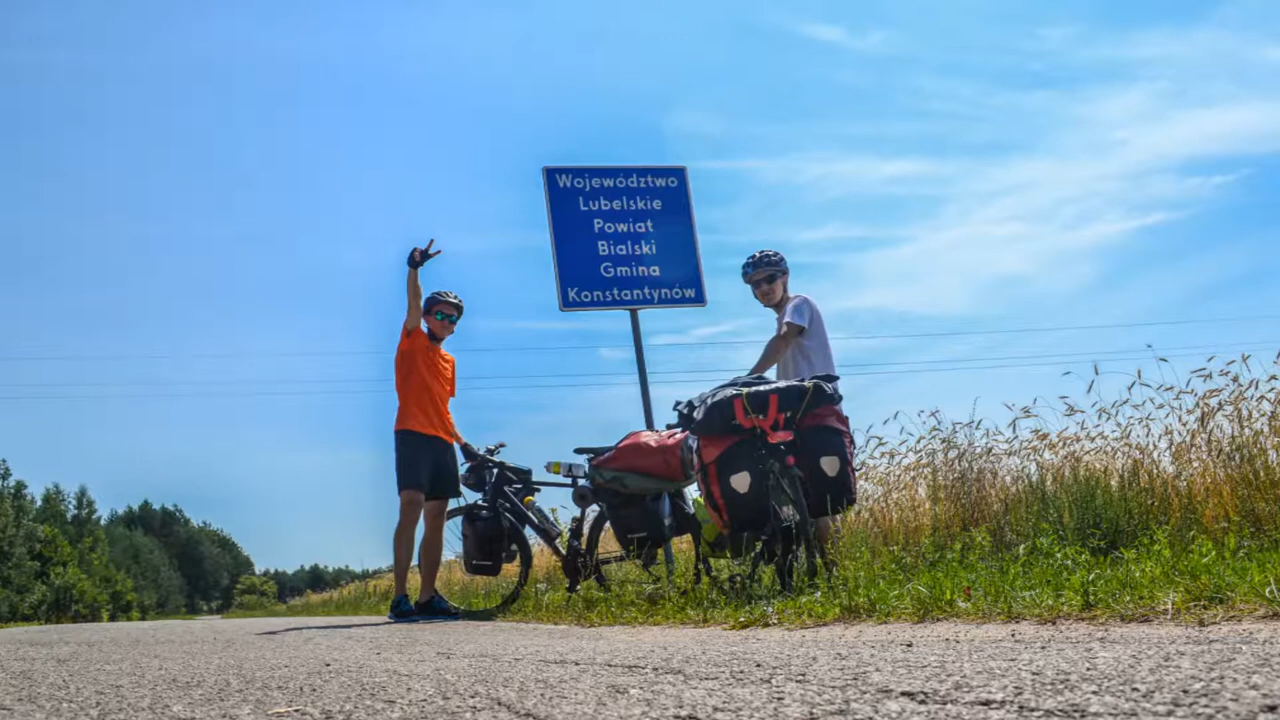 Województwo
Lubelskie
Powiat
Bialski
Gmina
Konstantynów